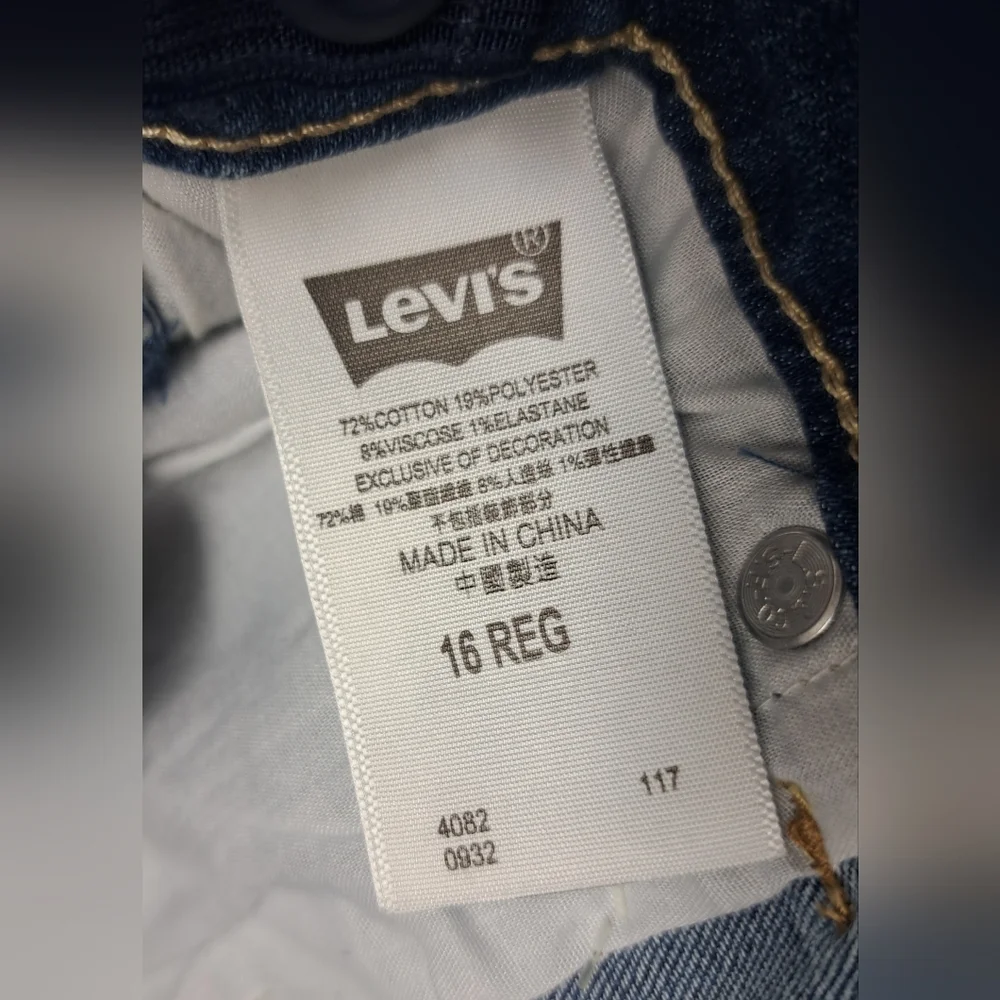 Levi's®
72%COTTON 19%POLYESTER
8%VISCOSE 1%ELASTANE
EXCLUSIVE OF DECORATION
72%棉 19%聚酯纖維 8%人造絲 1%彈性纖維
不包括裝飾部分
MADE IN CHINA
中國製造
16 REG
117
4082
0932